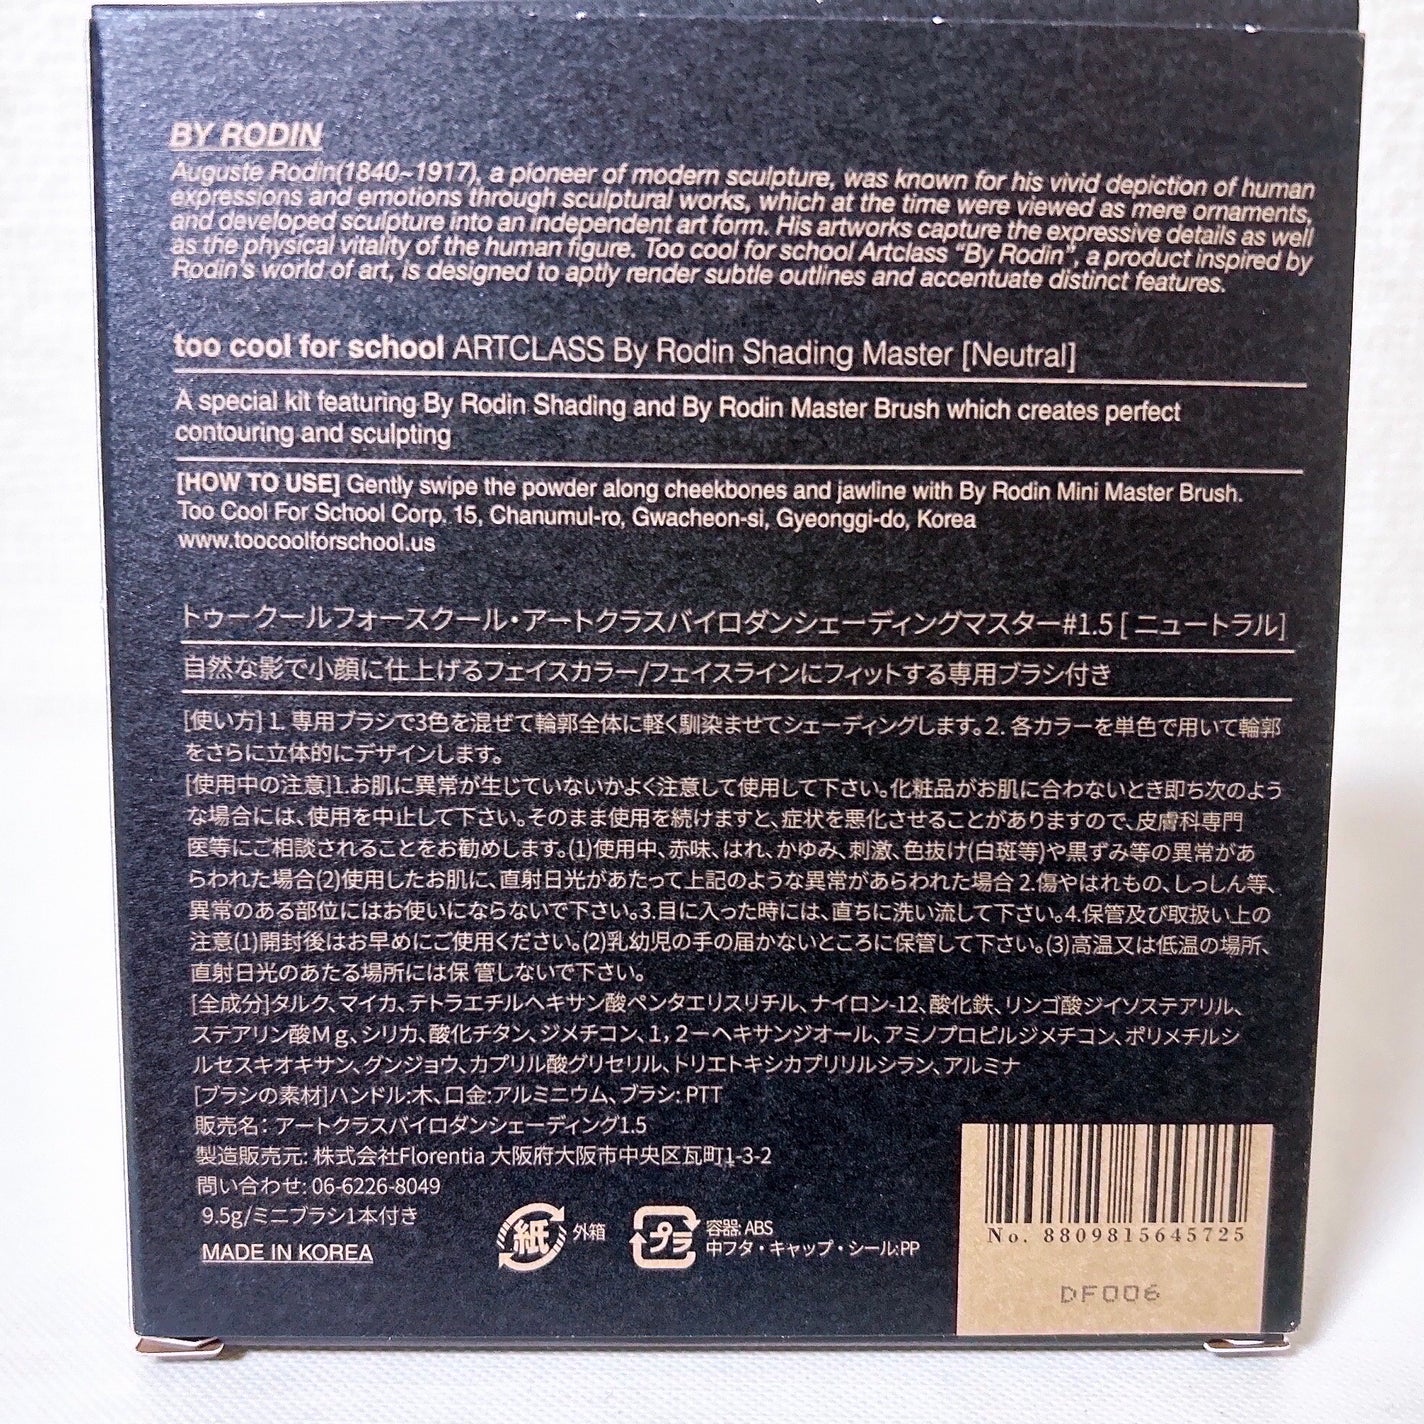 BY RODIN
Auguste Rodin(1840~1917), a pioneer of modern sculpture, was known for his vivid depiction of human
expressions and emotions through sculptural works, which at the time were viewed as mere ornaments,
and developed sculpture into an independent art form. His artworks capture the expressive details as well
as the physical vitality of the human figure. Too cool for school Artclass "By Rodin", a product inspired by
Rodin's world of art, is designed to aptly render subtle outlines and accentuate distinct features.
too cool for school ARTCLASS By Rodin Shading Master [Neutral]
A special kit featuring By Rodin Shading and By Rodin Master Brush which creates perfect
contouring and sculpting
[HOW TO USE] Gently swipe the powder along cheekbones and jawline with By Rodin Mini Master Brush.
Too Cool For School Corp. 15, Chanumul-ro, Gwacheon-si, Gyeonggi-do, Korea
www.toocoolforschool.us
トゥークールフォースクール・アートクラスバイロダンシェーディングマスター#1.5 [ ニュートラル]
自然な影で小顔に仕上げるフェイスカラー/フェイスラインにフィットする専用ブラシ付き
[使い方] 1. 専用ブラシで3色を混ぜて輪郭全体に軽く馴染ませてシェーディングします。2. 各カラーを単色で用いて輪郭
をさらに立体的にデザインします。
[使用中の注意]1.お肌に異常が生じていないかよく注意して使用して下さい。化粧品がお肌に合わないとき即ち次のよう
な場合には、使用を中止して下さい。そのまま使用を続けますと、症状を悪化させることがありますので、皮膚科専門
医等にご相談されることをお勧めします。(1)使用中、赤味、はれ、かゆみ、刺激、色抜け(白斑等)や黒ずみ等の異常があ
らわれた場合(2)使用したお肌に、直射日光があたって上記のような異常があらわれた場合 2.傷やはれもの、しっしん等、
異常のある部位にはお使いにならないで下さい。3.目に入った時には、直ちに洗い流して下さい。4.保管及び取扱い上の
注意(1)開封後はお早めにご使用ください。(2)乳幼児の手の届かないところに保管して下さい。(3)高温又は低温の場所、
直射日光のあたる場所には保 管しないで下さい。
[全成分]タルク、マイカ、テトラエチルヘキサン酸ペンタエリスリチル、ナイロン-12、酸化鉄、リンゴ酸ジイソステアリル、
ステアリン酸Mg、シリカ、酸化チタン、ジメチコン、1，2ーヘキサンジオール、アミノプロピルジメチコン、ポリメチルシ
ルセスキオキサン、グンジョウ、カプリル酸グリセリル、トリエトキシカプリリルシラン、アルミナ
[ブラシの素材]ハンドル:木、口金:アルミニウム、ブラシ: PTT
販売名: アートクラスバイロダンシェーディング1.5
製造販売元: 株式会社Florentia 大阪府大阪市中央区瓦町1-3-2
問い合わせ: 06-6226-8049
9.5g/ミニブラシ1本付き
MADE IN KOREA
紙 外箱
プラ 容器: ABS
中フタ・キャップ・シール:PP
No. 8809815645725
DF006